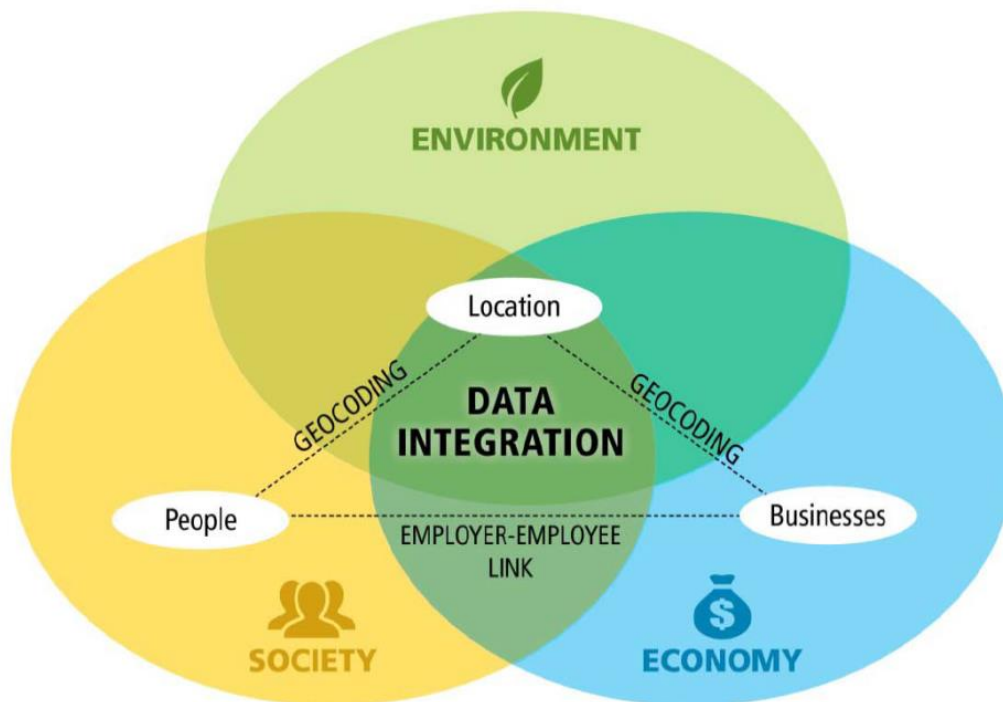 ENVIRONMENT
Location
GEOCODING
GEOCODING
DATA
INTEGRATION
People
Businesses
EMPLOYER-EMPLOYEE
LINK
$
SOCIETY
ECONOMY